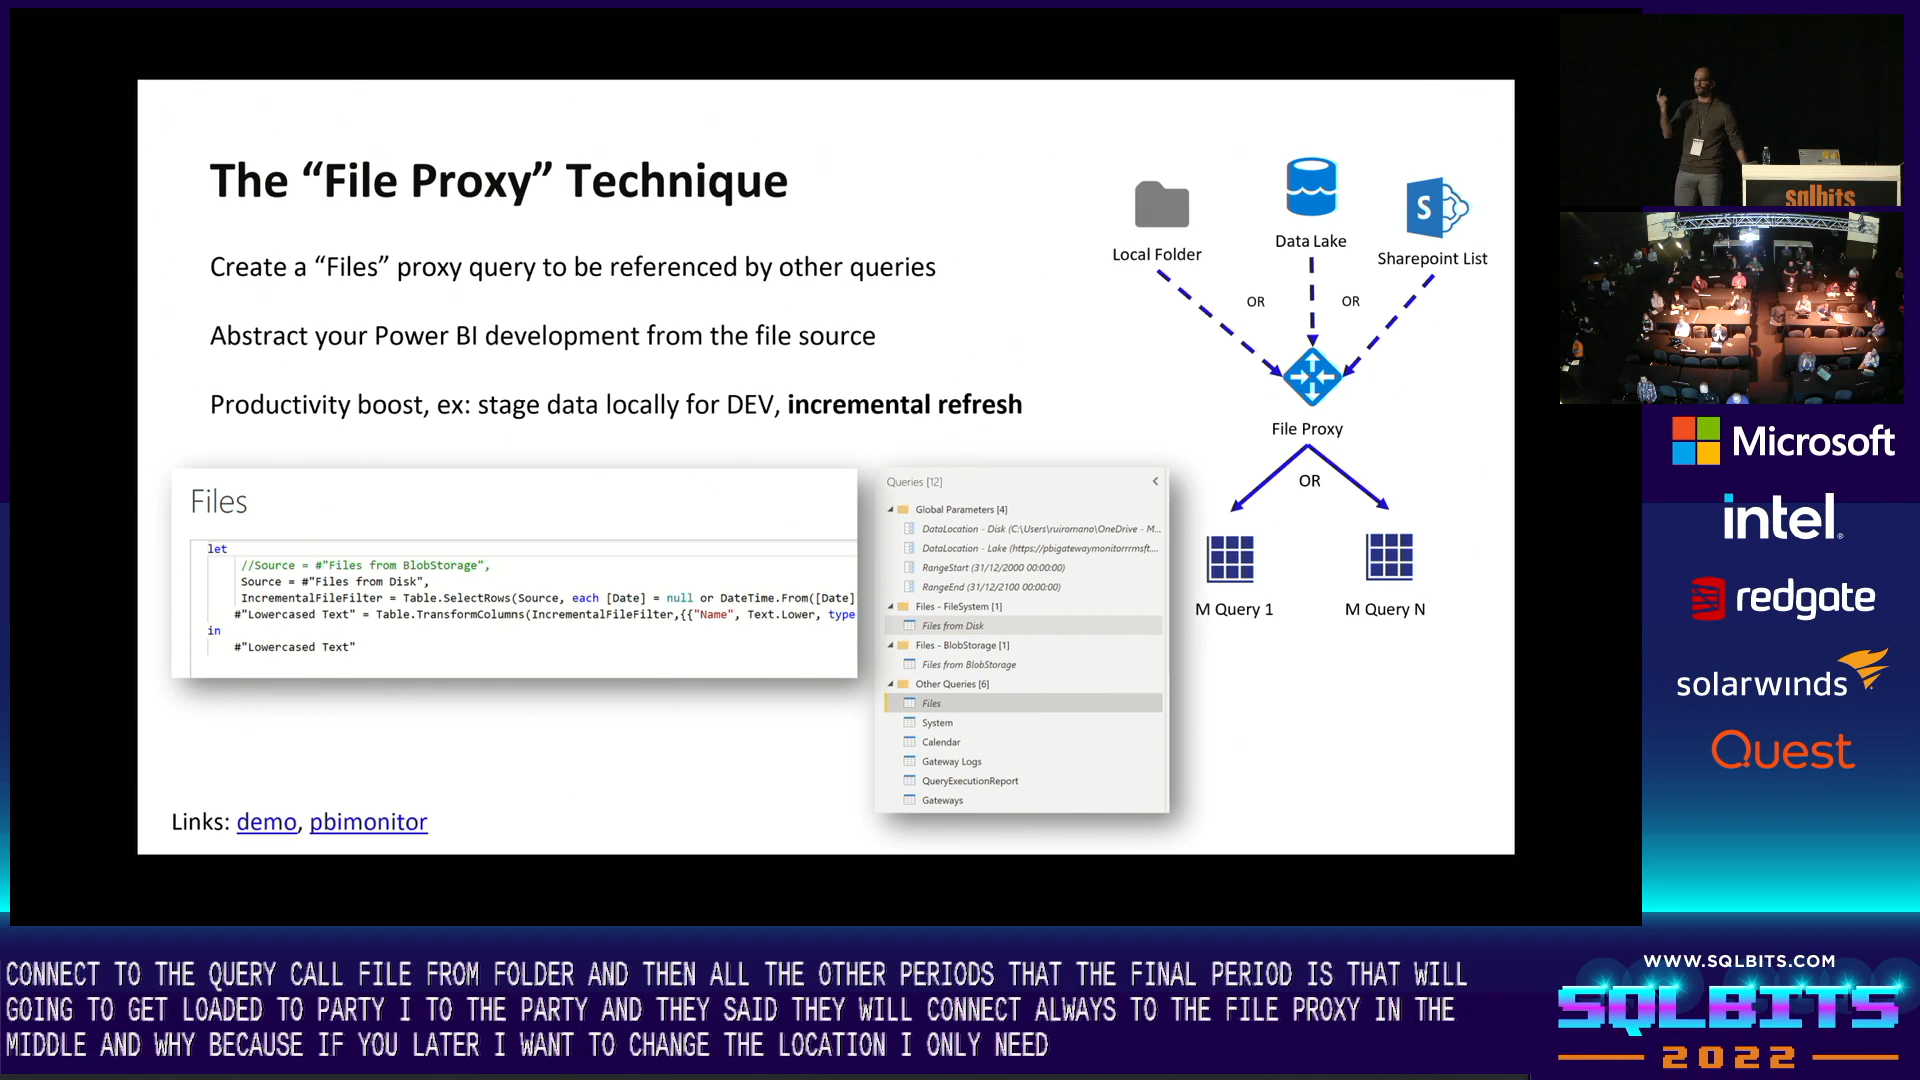 The “File Proxy” Technique
Create a “Files” proxy query to be referenced by other queries
Abstract your Power BI development from the file source
Productivity boost, ex: stage data locally for DEV, incremental refresh
Local Folder
Data Lake
Sharepoint List
OR
OR
File Proxy
OR
M Query 1
M Query N
Files
let
//Source = #"Files from BlobStorage",
Source = #"Files from Disk",
IncrementalFileFilter = Table.SelectRows(Source, each [Date] = null or DateTime.From([Date]
#"Lowercased Text" = Table.TransformColumns(IncrementalFileFilter,{{"Name", Text.Lower, type
in
#"Lowercased Text"
Queries [12]
Global Parameters [4]
DataLocation - Disk (C:\Users\ruiromano\OneDrive - M...
DataLocation - Lake (https://pbigatewaymonitorrrmsft....
RangeStart (31/12/2000 00:00:00)
RangeEnd (31/12/2100 00:00:00)
Files - FileSystem [1]
Files from Disk
Files - BlobStorage [1]
Files from BlobStorage
Other Queries [6]
Files
System
Calendar
Gateway Logs
QueryExecutionReport
Gateways
Links: demo, pbimonitor
sqlbits
Microsoft
intel.
redgate
solarwinds
Quest
WWW.SQLBITS.COM
SQLBITS
2022
CONNECT TO THE QUERY CALL FILE FROM FOLDER AND THEN ALL THE OTHER PERIODS THAT THE FINAL PERIOD IS THAT WILL
GOING TO GET LOADED TO PARTY I TO THE PARTY AND THEY SAID THEY WILL CONNECT ALWAYS TO THE FILE PROXY IN THE
MIDDLE AND WHY BECAUSE IF YOU LATER I WANT TO CHANGE THE LOCATION I ONLY NEED